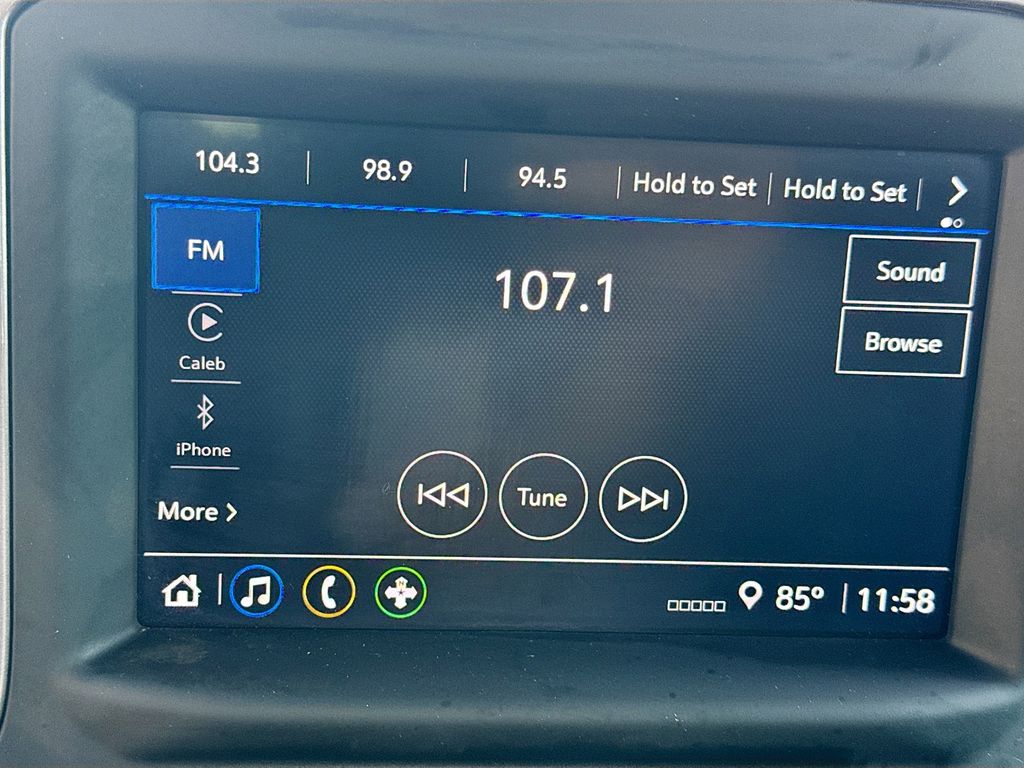 104.3 98.9 94.5 Hold to Set Hold to Set
FM
107.1
Sound
Browse
Caleb
iPhone
More
Tune
N
85° 11:58